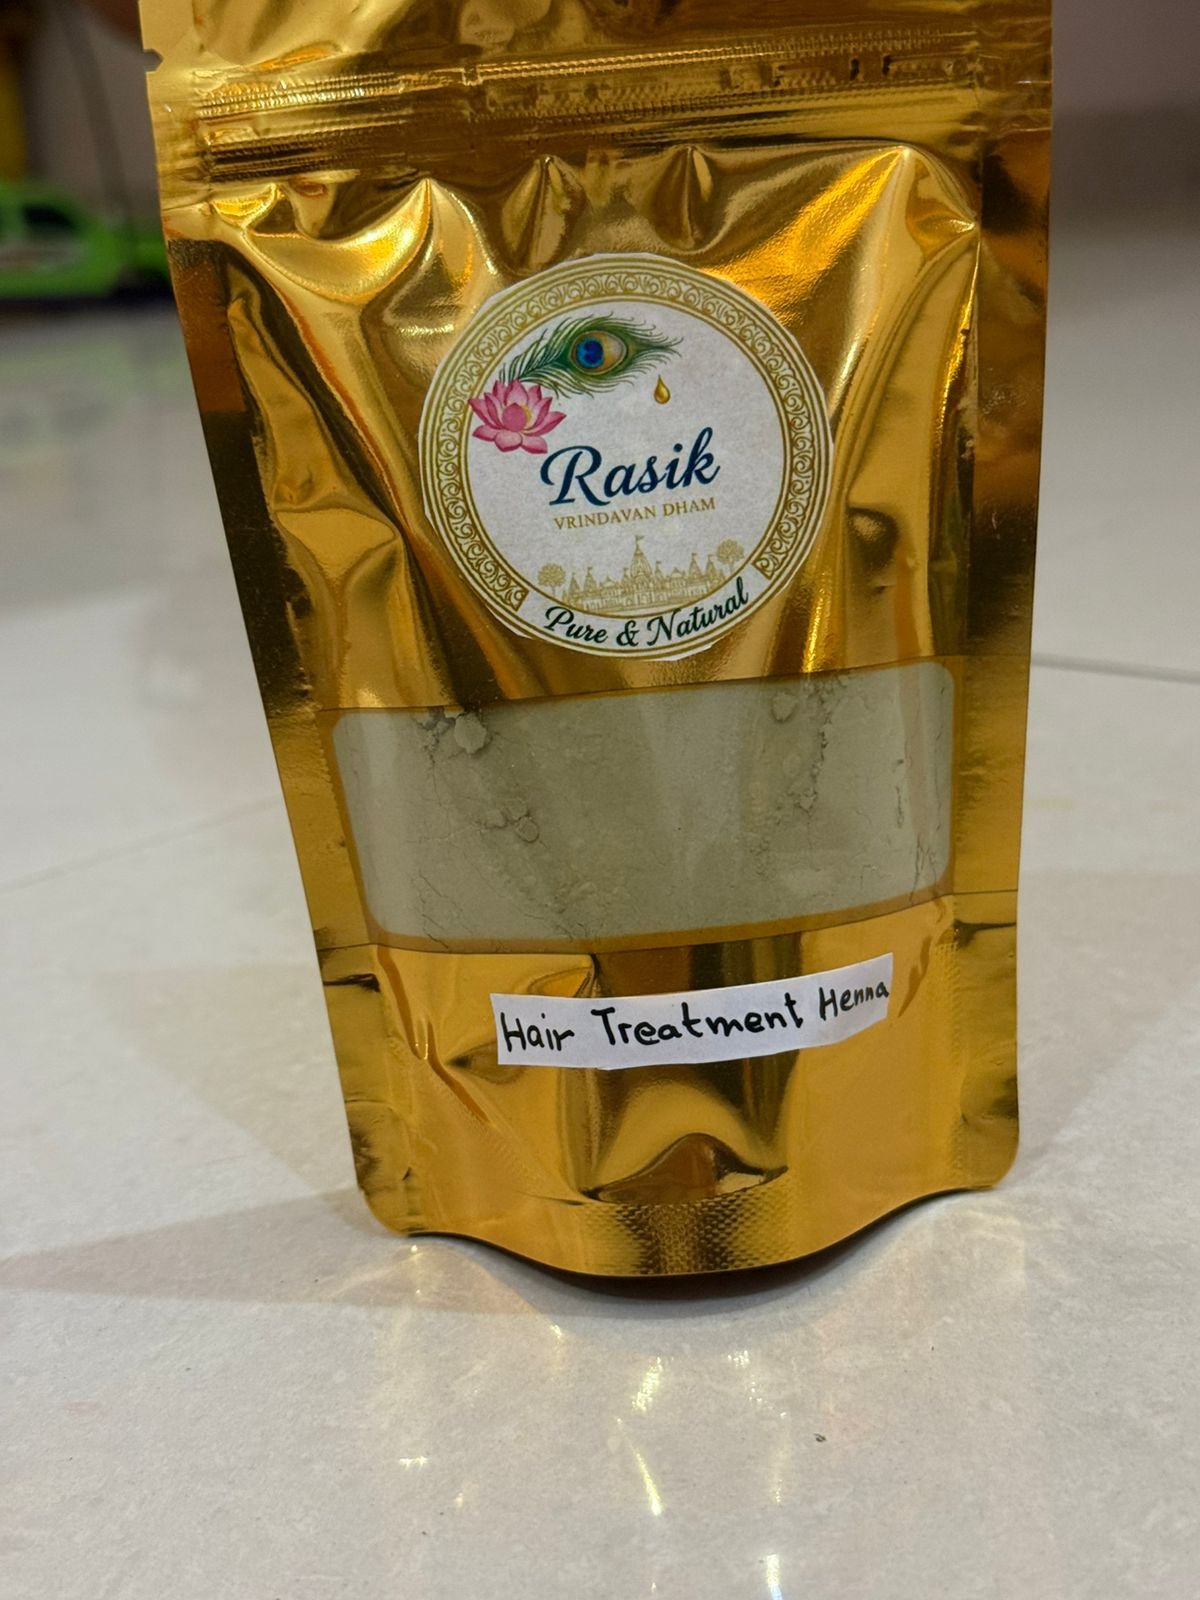 Rasik
VRINDAVAN DHAM
Pure & Natural
Hair Treatment Henna